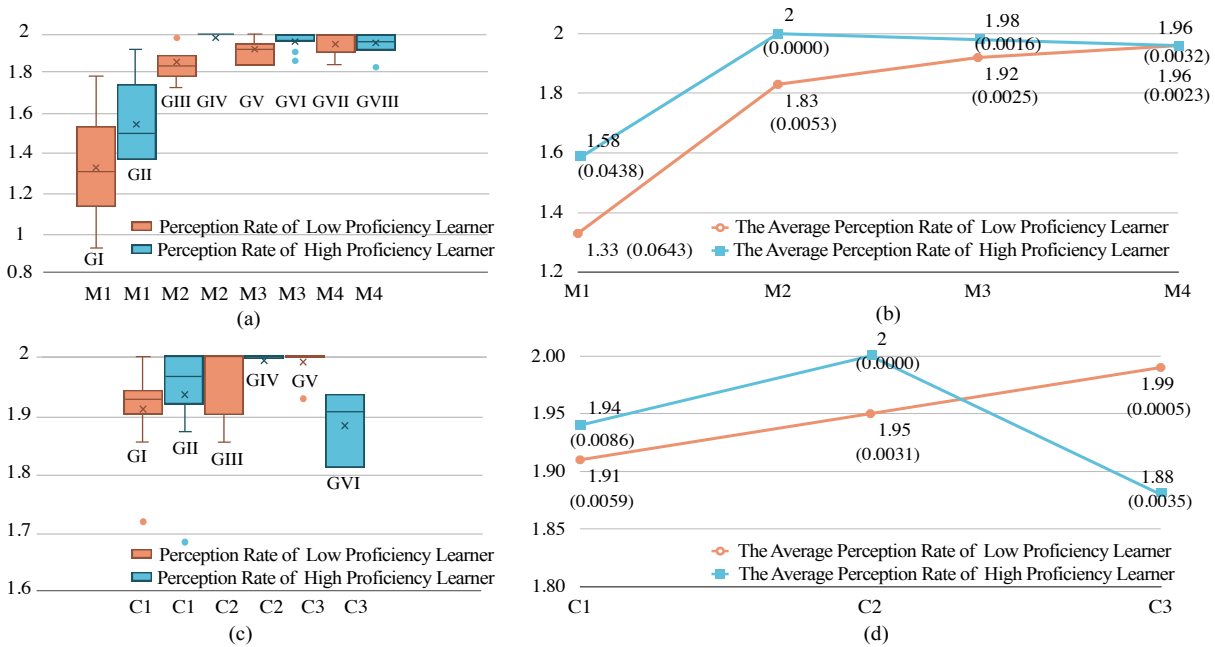 2
1.8
1.6
1.4
1.2
1
0.8
GI
GII
GIII
GIV
GV
GVI
GVII
GVIII
Perception Rate of Low Proficiency Learner
Perception Rate of High Proficiency Learner
M1
M1
M2
M2
M3
M3
M4
M4
(a)
2
1.8
1.6
1.4
1.2
1.58
(0.0438)
2
(0.0000)
1.98
(0.0016)
1.96
(0.0032)
1.33 (0.0643)
1.83
(0.0053)
1.92
(0.0025)
1.96
(0.0023)
The Average Perception Rate of Low Proficiency Learner
The Average Perception Rate of High Proficiency Learner
M1
M2
M3
M4
(b)
2
1.9
1.8
1.7
1.6
GI
GII
GIII
GIV
GV
GVI
Perception Rate of Low Proficiency Learner
Perception Rate of High Proficiency Learner
C1
C1
C2
C2
C3
C3
(c)
2.00
1.95
1.90
1.85
1.80
1.94
(0.0086)
2
(0.0000)
1.88
(0.0035)
1.91
(0.0059)
1.95
(0.0031)
1.99
(0.0005)
The Average Perception Rate of Low Proficiency Learner
The Average Perception Rate of High Proficiency Learner
C1
C2
C3
(d)